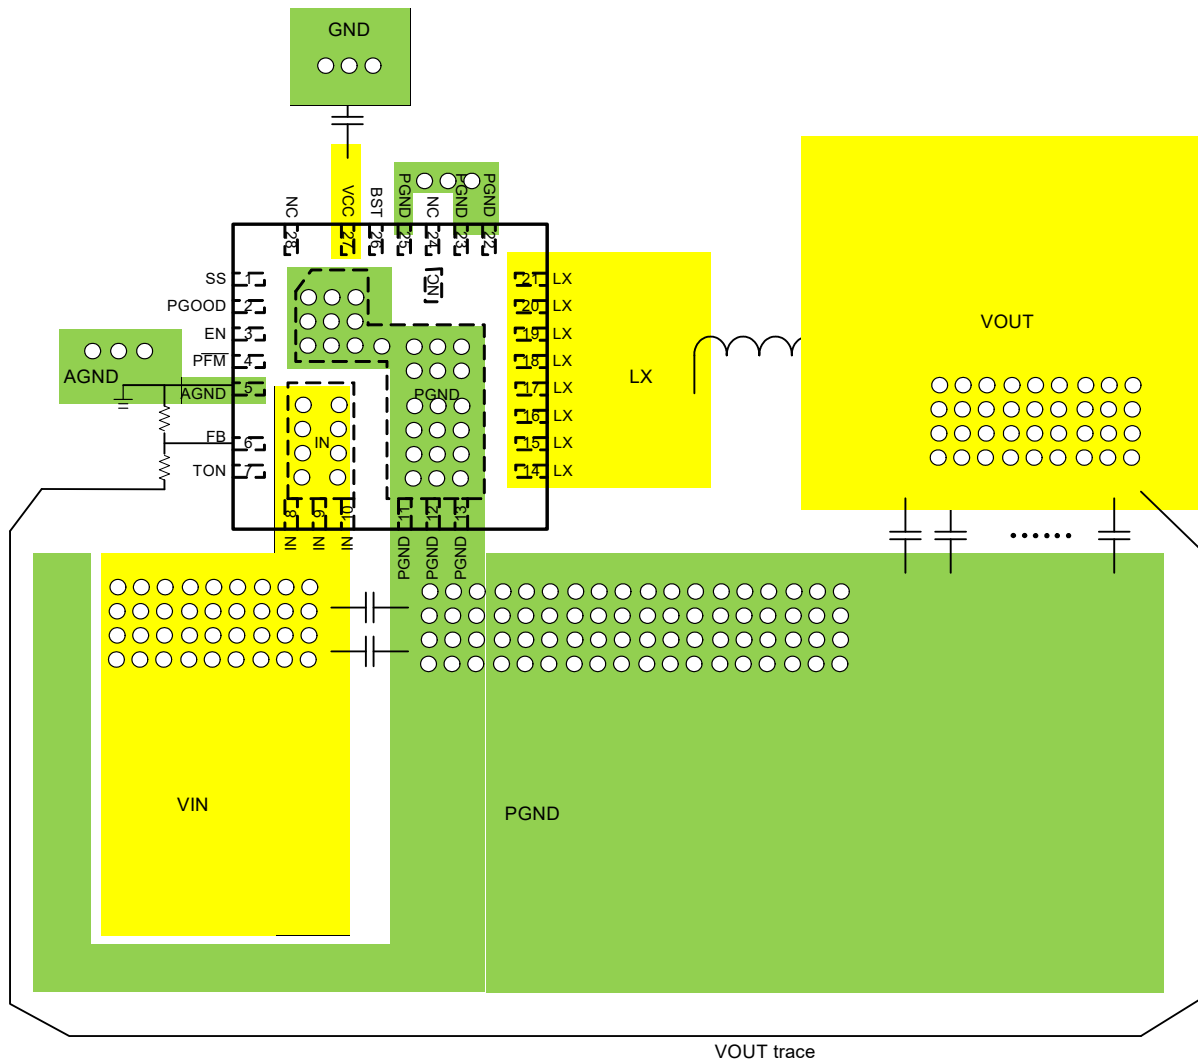 GND
NC
VCC
BST
PGND
NC
PGND
PGND
28
27
26
25
24
23
22
SS 1
PGOOD 2
EN 3
PFM 4
AGND 5
FB 6
TON 7
AGND
NC
21 LX
20 LX
19 LX
18 LX
17 LX
16 LX
15 LX
14 LX
LX
VOUT
PGND
IN
8
9
10
11
12
13
IN
IN
IN
PGND
PGND
PGND
VIN
PGND
VOUT trace